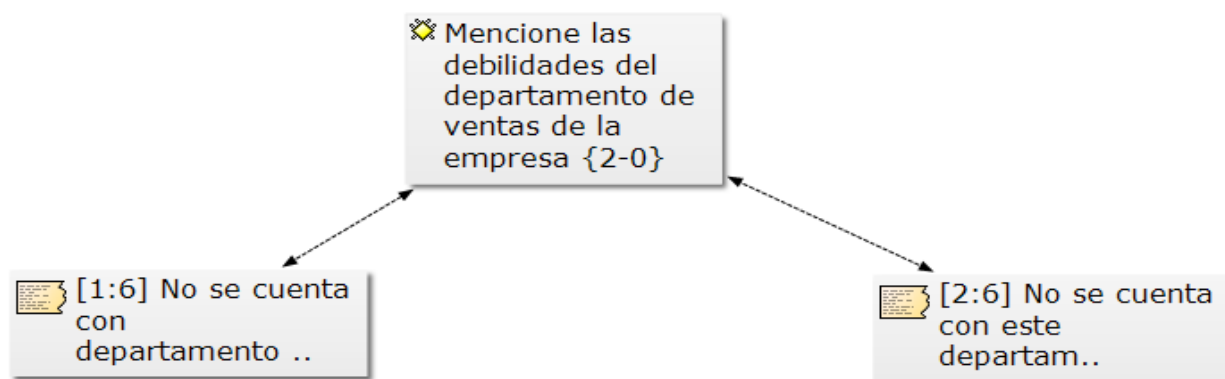 Mencione las
debilidades del
departamento de
ventas de la
empresa {2-0}
[1:6] No se cuenta
con
departamento ..
[2:6] No se cuenta
con este
departam..